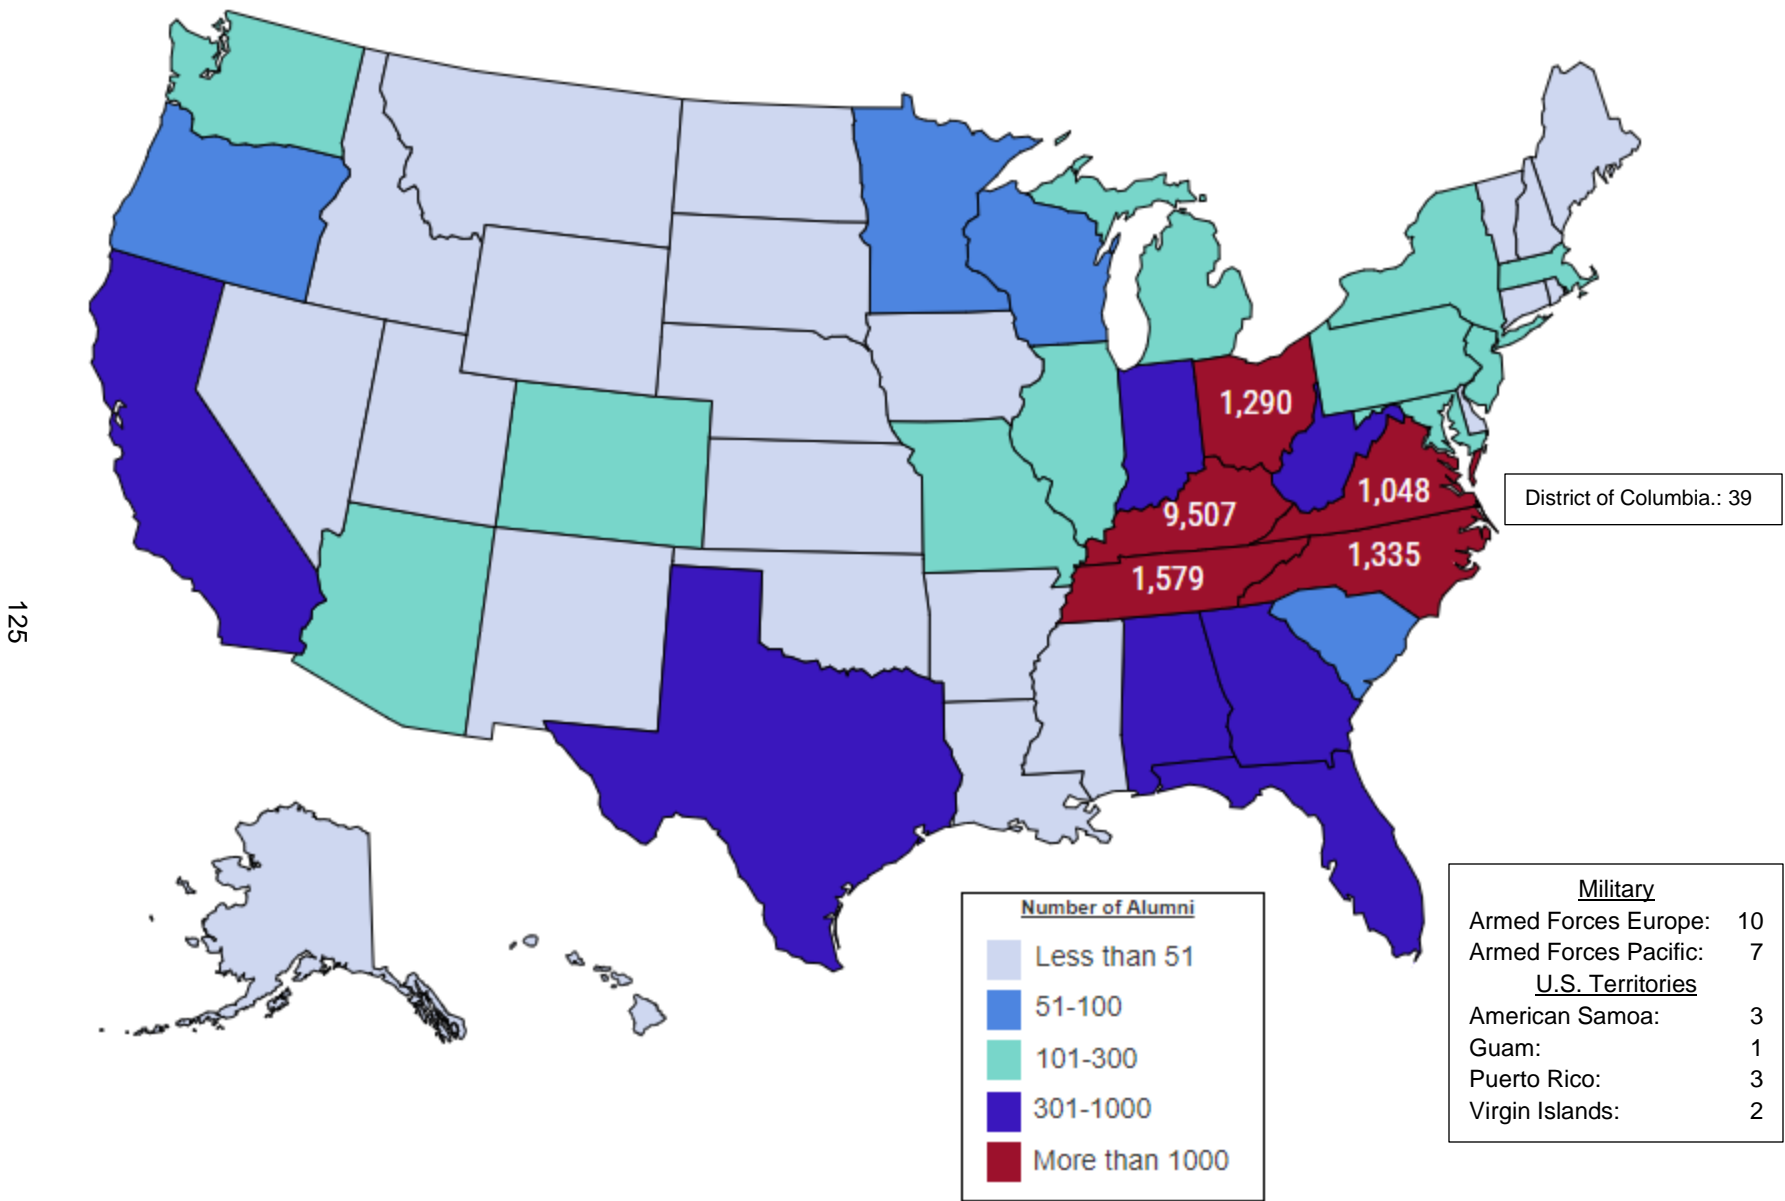 1,290
1,048
9,507
1,335
1,579
District of Columbia.: 39
125
Number of Alumni
Less than 51
51-100
101-300
301-1000
More than 1000
Military
Armed Forces Europe: 10
Armed Forces Pacific: 7
U.S. Territories
American Samoa: 3
Guam: 1
Puerto Rico: 3
Virgin Islands: 2